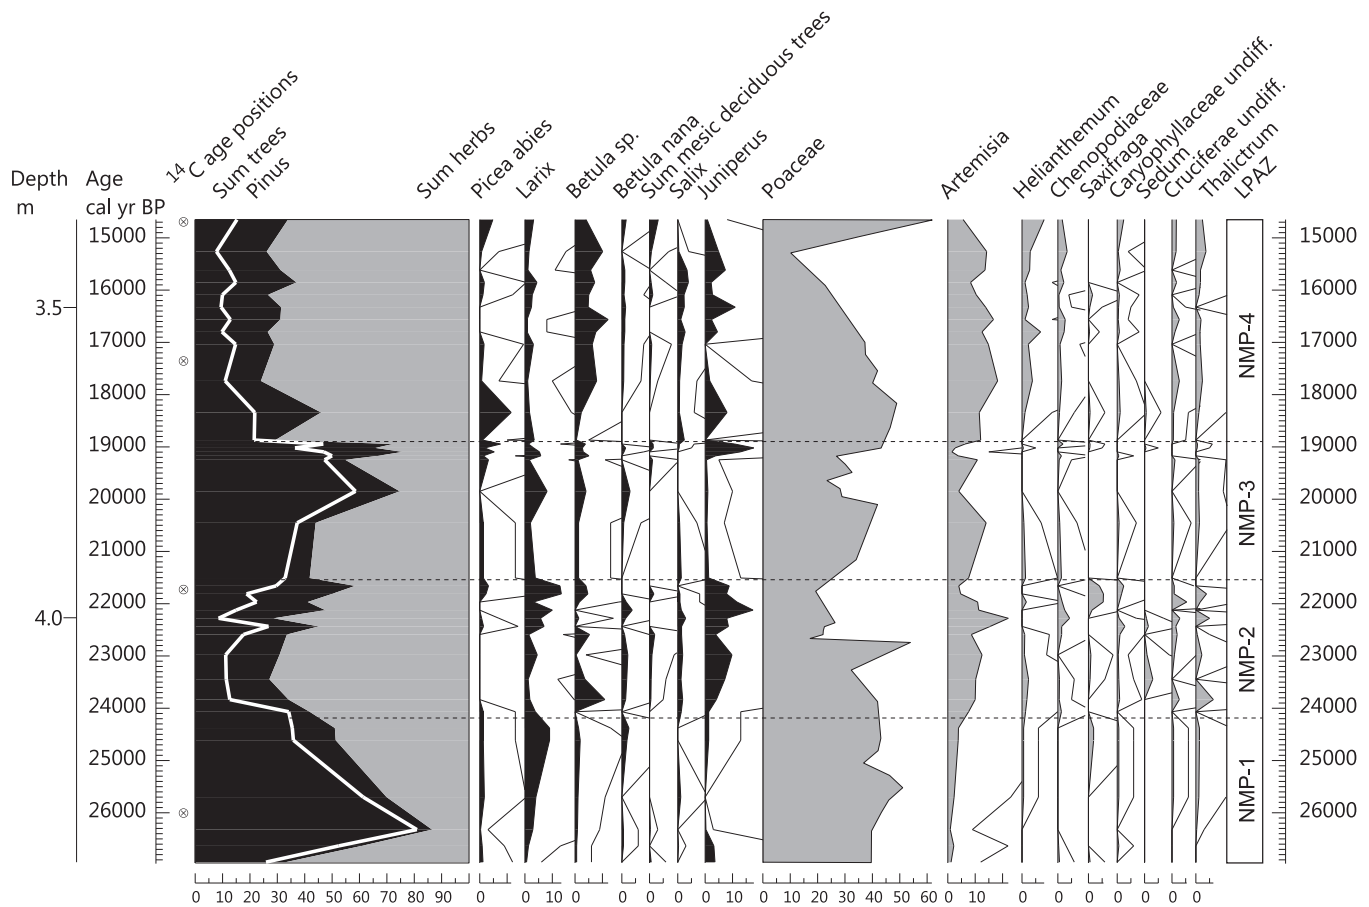 14C age positions
Sum trees
Pinus
Sum herbs
Picea abies
Larix
Betula sp.
Betula nana
Sum mesic deciduous trees
Salix
Juniperus
Poaceae
Artemisia
Helianthemum
Chenopodiaceae
Saxifraga
Caryophyllaceae undiff.
Sedum
Cruciferae undiff.
Thalictrum
LPAZ
Depth Age
m cal yr BP
15000 15000
16000 16000
3.5
17000 17000
NMP-4
18000 18000
19000 19000
20000 20000
NMP-3
21000 21000
22000 22000
4.0
NMP-2
23000 23000
24000 24000
25000 25000
NMP-1
26000 26000
0 10 20 30 40 50 60 70 80 90 0 0 10 0 10 0 0 0 0 10 0 10 20 30 40 50 60 0 10 0 0 0 0 0 0 0